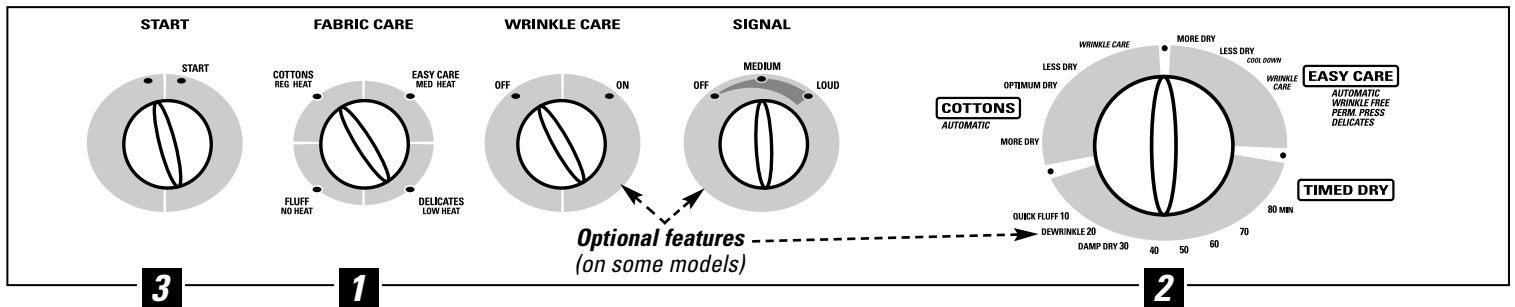 START
FABRIC CARE
WRINKLE CARE
SIGNAL
START
COTTONS
REG HEAT
EASY CARE
MED HEAT
FLUFF
NO HEAT
DELICATES
LOW HEAT
OFF
ON
OFF
MEDIUM
LOUD
Optional features
(on some models)
COTTONS
AUTOMATIC
MORE DRY
OPTIMUM DRY
LESS DRY
WRINKLE CARE
MORE DRY
LESS DRY
COOL DOWN
WRINKLE
CARE
EASY CARE
AUTOMATIC
WRINKLE FREE
PERM. PRESS
DELICATES
TIMED DRY
80 MIN
70
60
50
40
DAMP DRY 30
DEWRINKLE 20
QUICK FLUFF 10
3
1
2